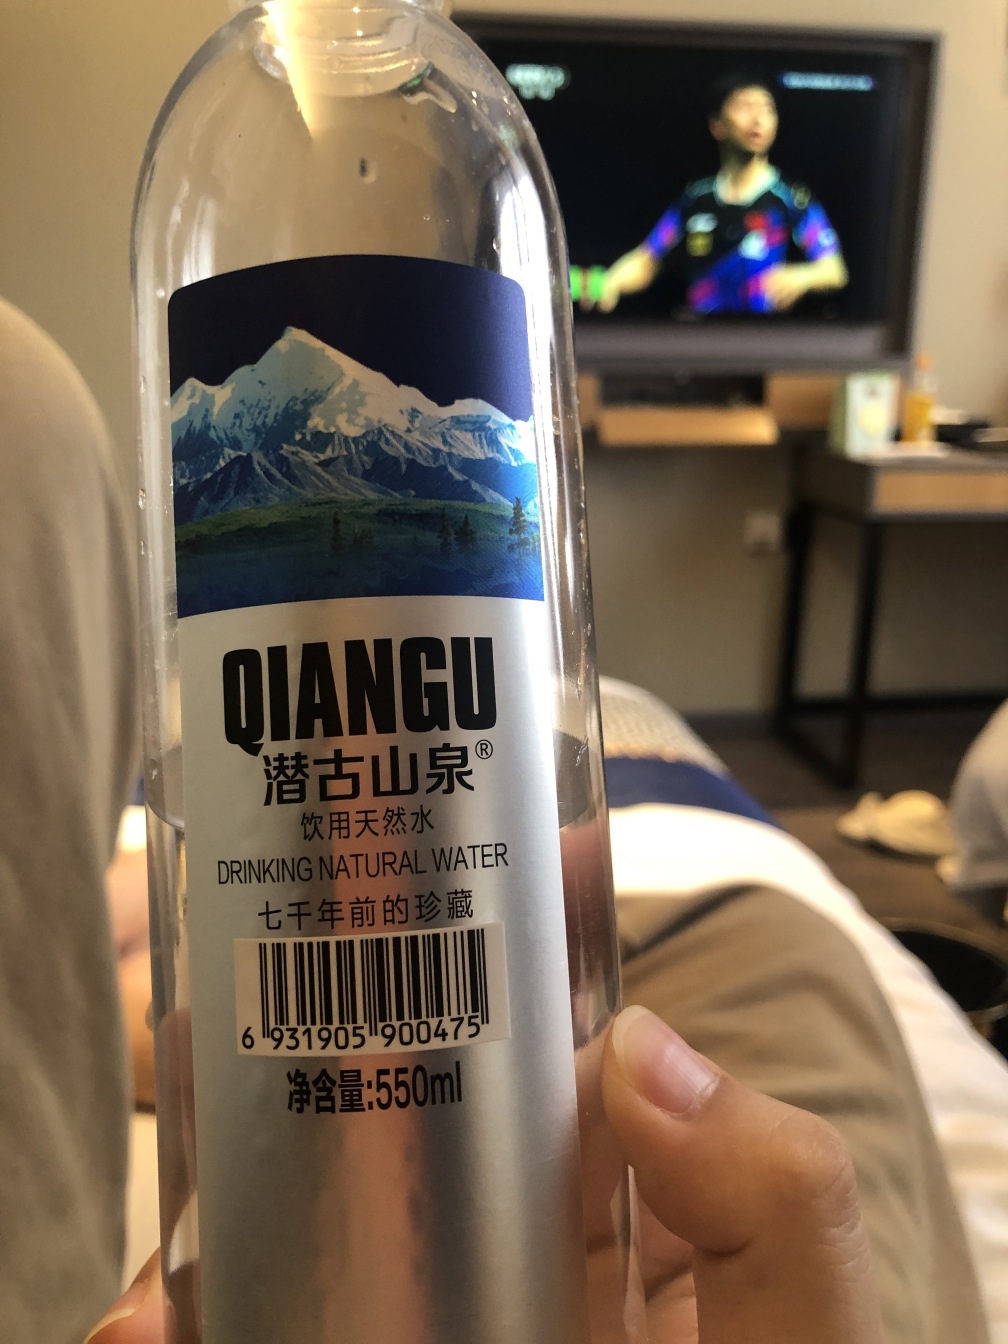 QIANGU
潜古山泉®
饮用天然水
DRINKING NATURAL WATER
七千年前的珍藏
6 931905 900475
净含量:550ml